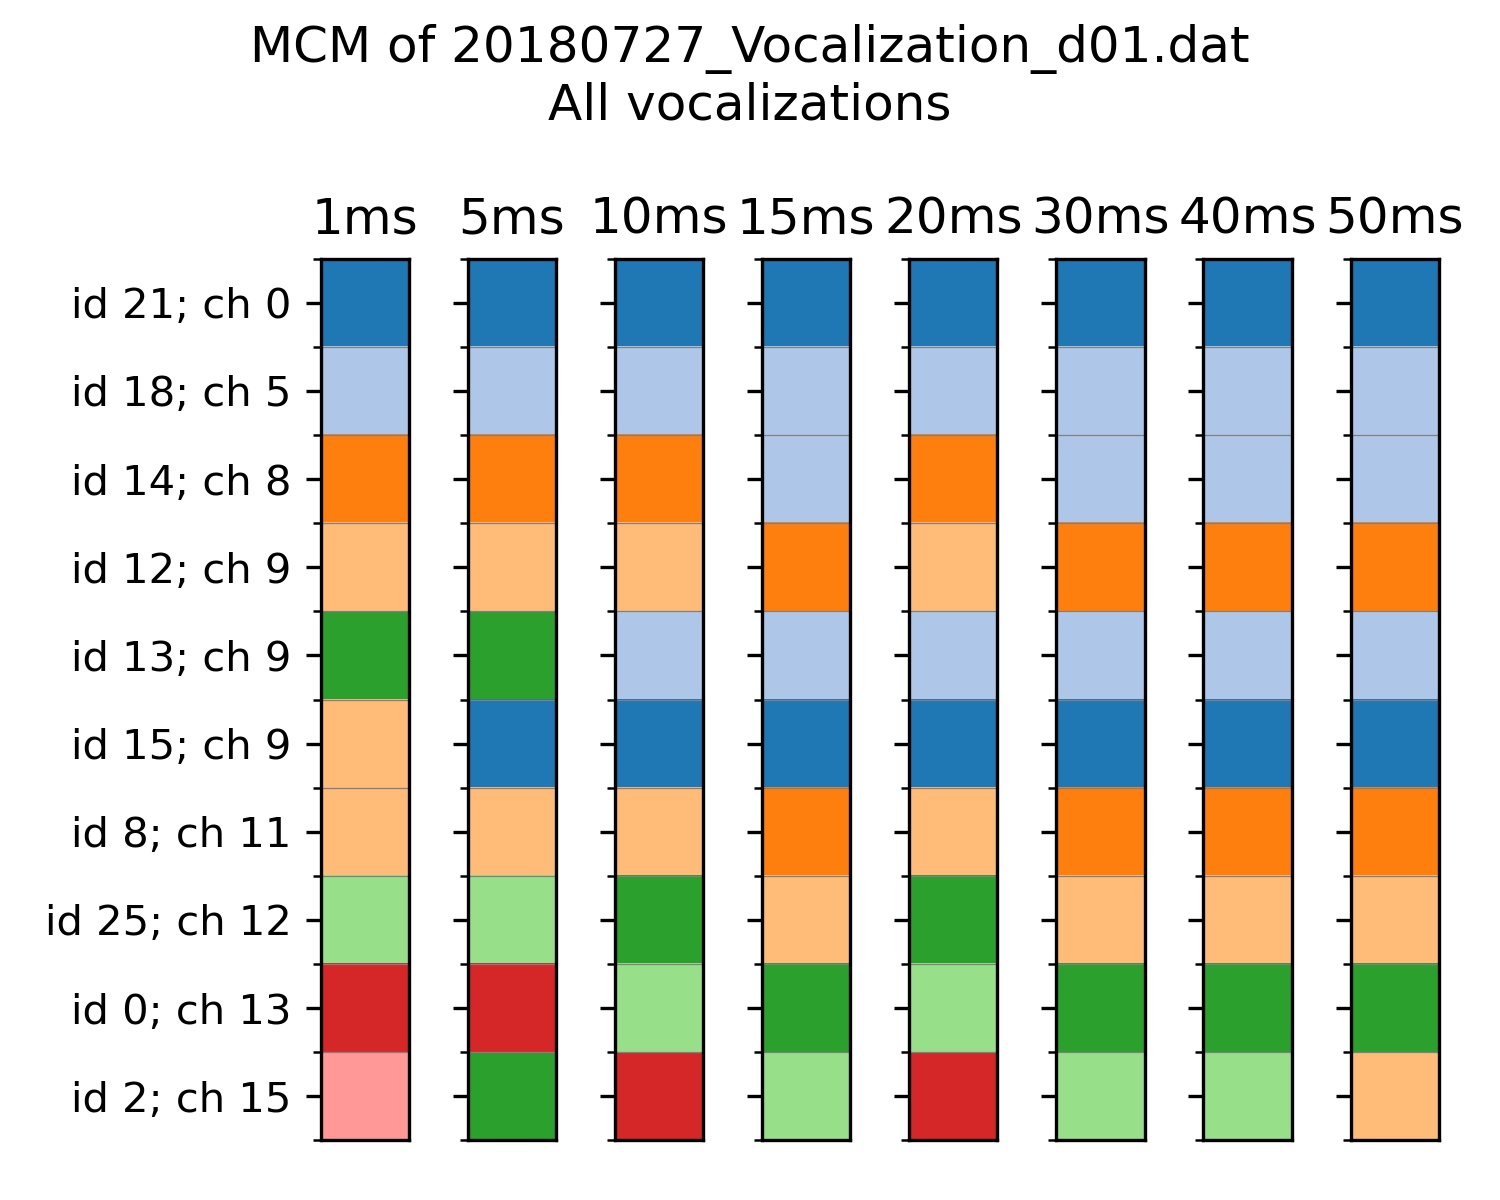 MCM of 20180727_Vocalization_d01.dat
All vocalizations
1ms 5ms 10ms 15ms 20ms 30ms 40ms 50ms
id 21; ch 0
id 18; ch 5
id 14; ch 8
id 12; ch 9
id 13; ch 9
id 15; ch 9
id 8; ch 11
id 25; ch 12
id 0; ch 13
id 2; ch 15